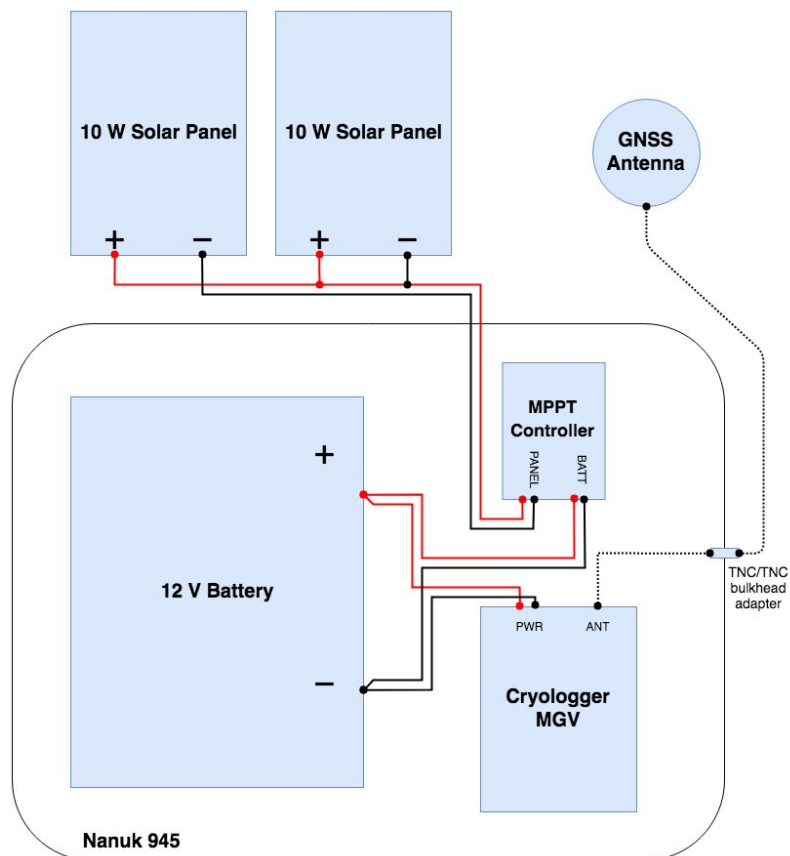 10 W Solar Panel
10 W Solar Panel
+
−
+
−
GNSS
Antenna
MPPT
Controller
PANEL
BATT
+
12 V Battery
−
TNC/TNC
bulkhead
adapter
PWR
ANT
Cryologger
MGV
Nanuk 945